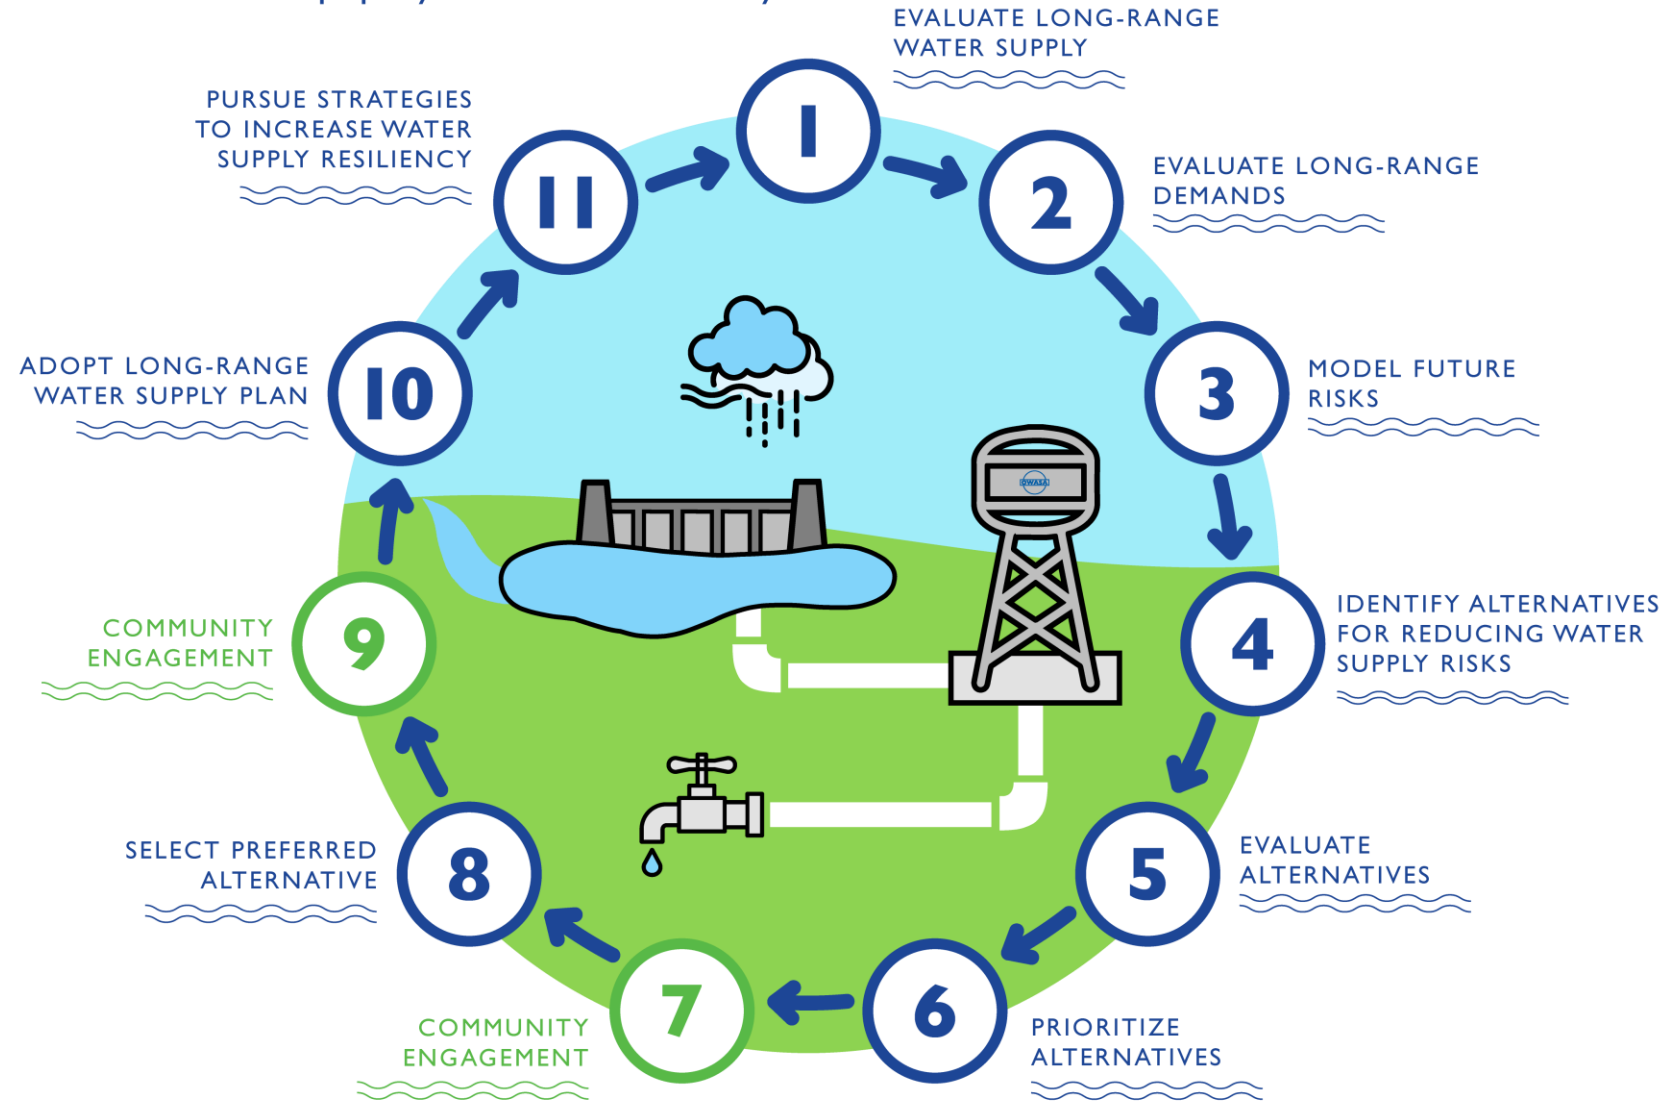 EVALUATE LONG-RANGE
WATER SUPPLY
1
2
EVALUATE LONG-RANGE
DEMANDS
3
MODEL FUTURE
RISKS
4
IDENTIFY ALTERNATIVES
FOR REDUCING WATER
SUPPLY RISKS
5
EVALUATE
ALTERNATIVES
6
PRIORITIZE
ALTERNATIVES
7
COMMUNITY
ENGAGEMENT
8
SELECT PREFERRED
ALTERNATIVE
9
COMMUNITY
ENGAGEMENT
10
ADOPT LONG-RANGE
WATER SUPPLY PLAN
11
PURSUE STRATEGIES
TO INCREASE WATER
SUPPLY RESILIENCY
OWASA